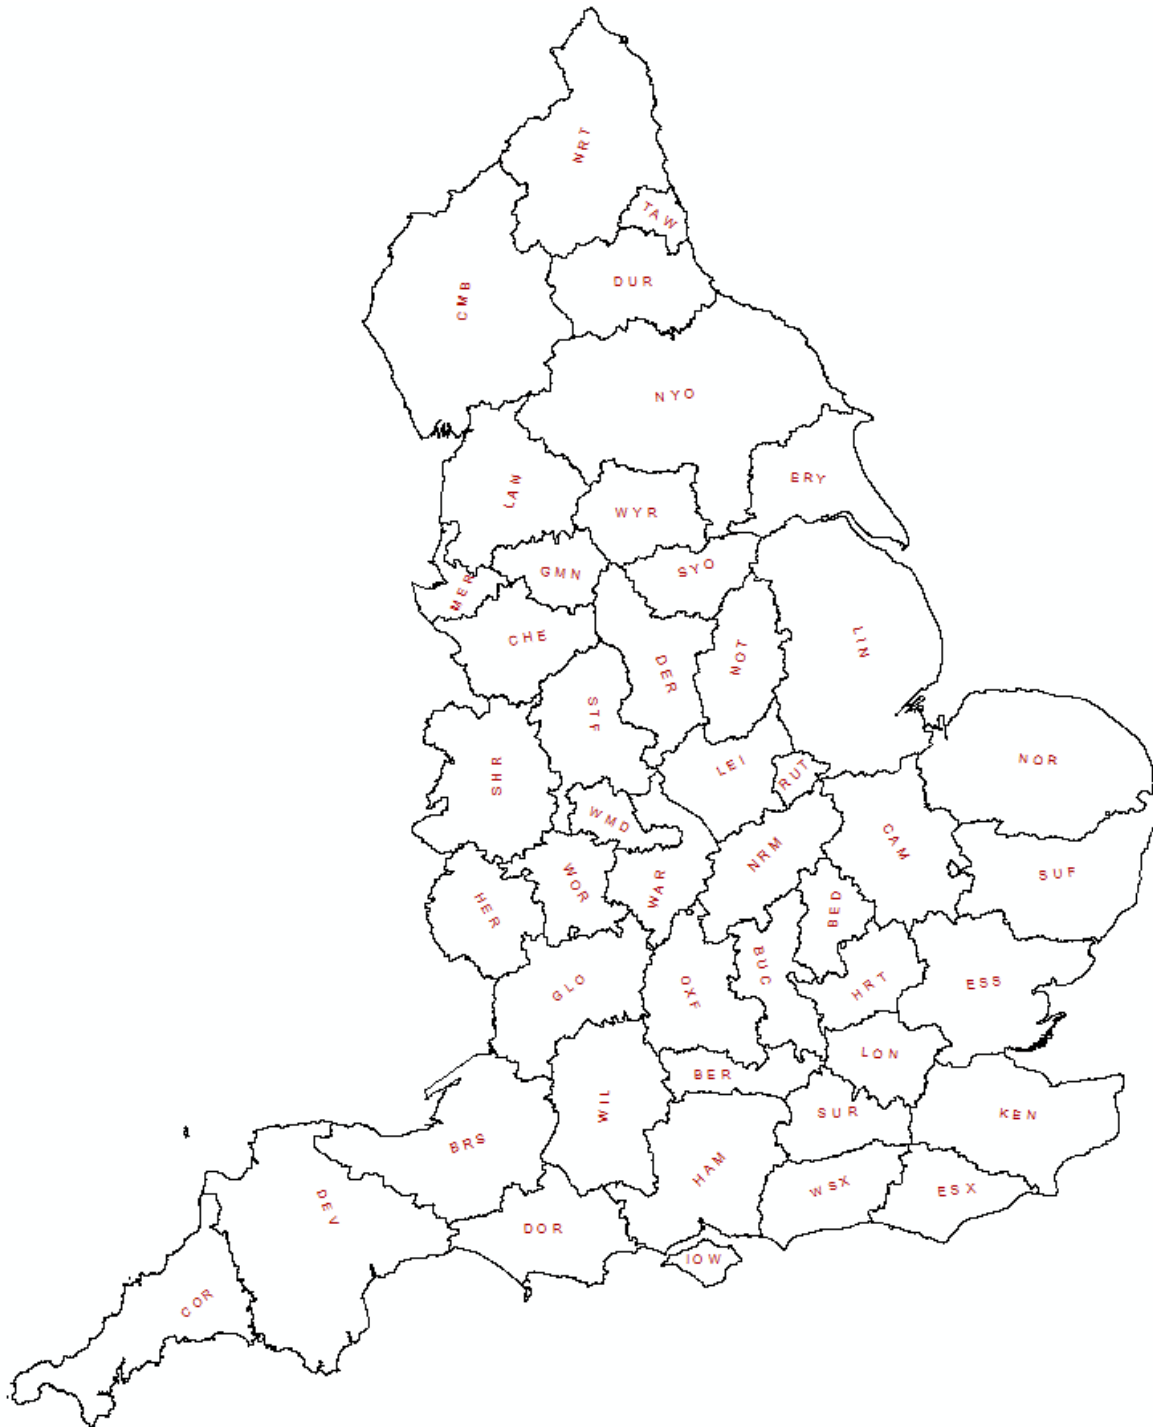 NRT
TAW
DUR
CMB
NYO
ERY
LAN
WYR
GMN
SYO
MER
CHE
LIN
NOT
DER
STF
NOR
LEI
SHR
RUT
WMD
CAM
NRM
SUF
WOR
WAR
HER
BED
BUC
GLO
OXF
HRT
ESS
LON
BER
WIL
SUR
KEN
BRS
HAM
WSX
ESX
DEV
DOR
IOW
COR